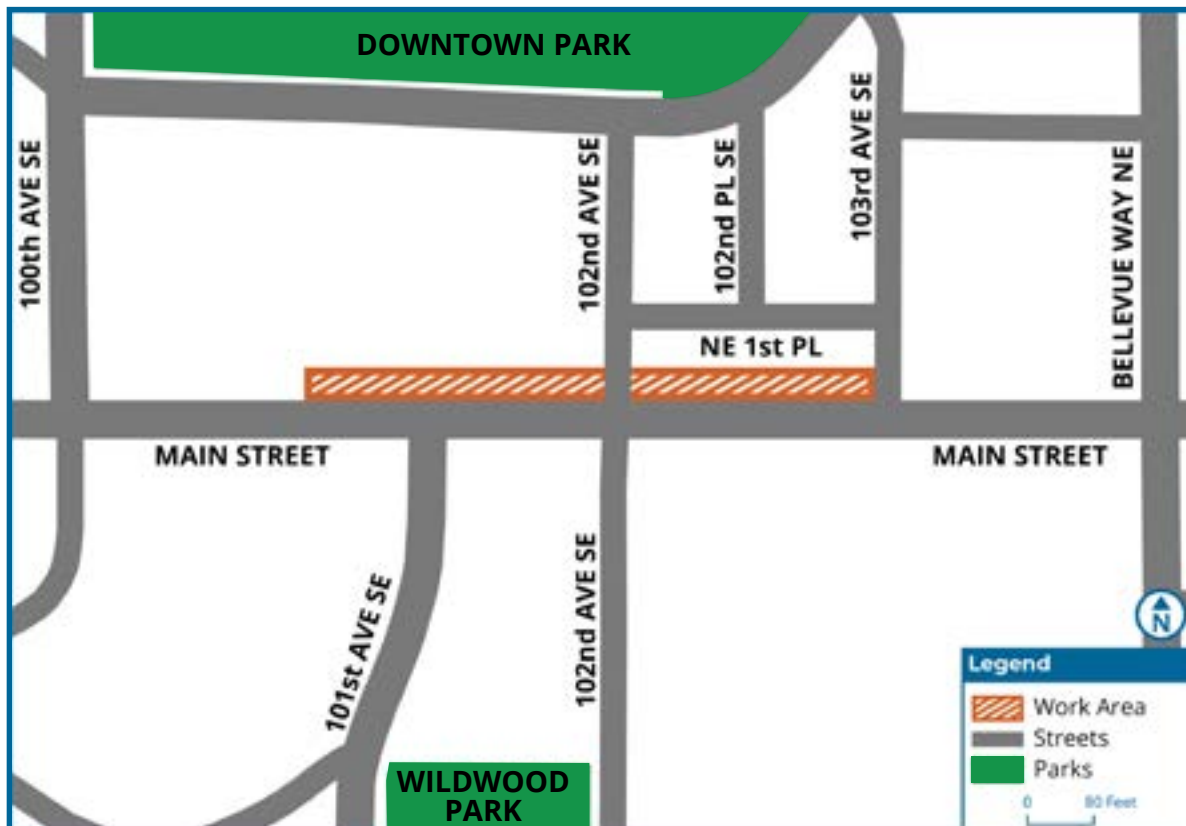 DOWNTOWN PARK
100th AVE SE
102nd AVE SE
102nd PL SE
103rd AVE SE
BELLEVUE WAY NE
NE 1st PL
MAIN STREET
MAIN STREET
101st AVE SE
102nd AVE SE
WILDWOOD
PARK
N
Legend
Work Area
Streets
Parks
0 80 Feet